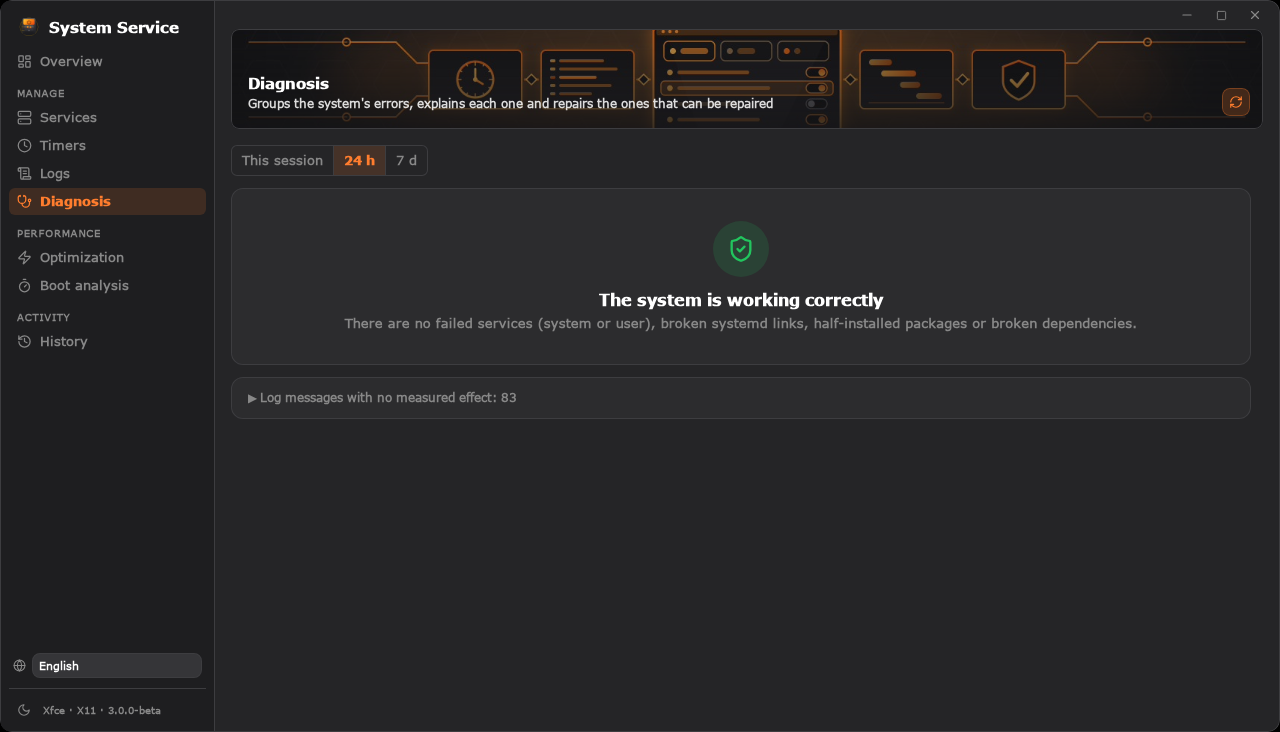 System Service
Overview
MANAGE
Services
Timers
Logs
Diagnosis
PERFORMANCE
Optimization
Boot analysis
ACTIVITY
History
English
Xfce · X11 · 3.0.0-beta
Diagnosis
Groups the system's errors, explains each one and repairs the ones that can be repaired
This session 24 h 7 d
The system is working correctly
There are no failed services (system or user), broken systemd links, half-installed packages or broken dependencies.
▶ Log messages with no measured effect: 83